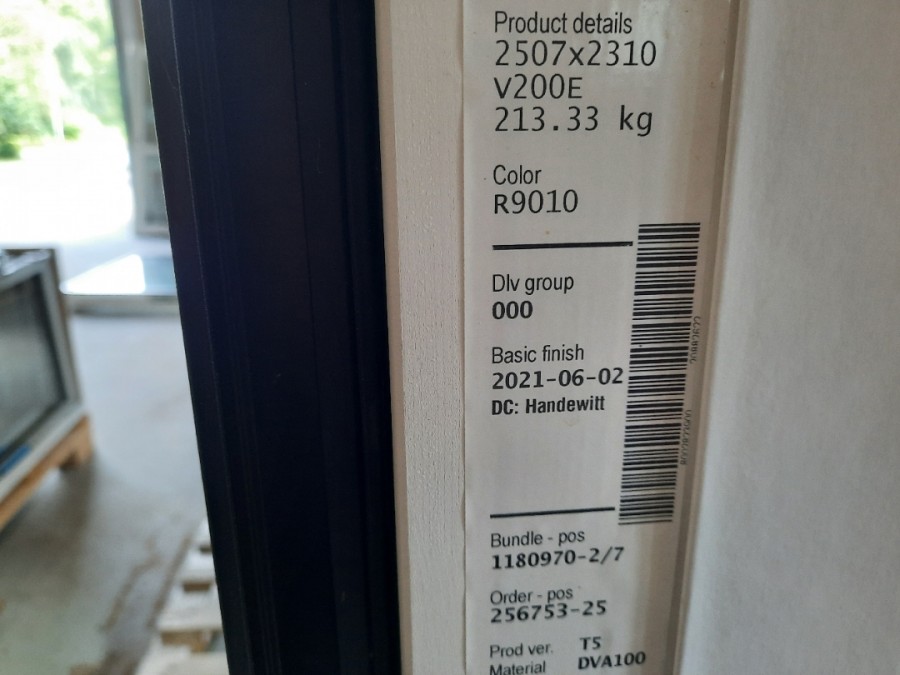 Product details
2507x2310
V200E
213.33 kg
Color
R9010
Dlv group
000
Basic finish
2021-06-02
DC: Handewitt
Bundle - pos
1180970-2/7
Order - pos
256753-25
Prod ver. T5
Material DVA100